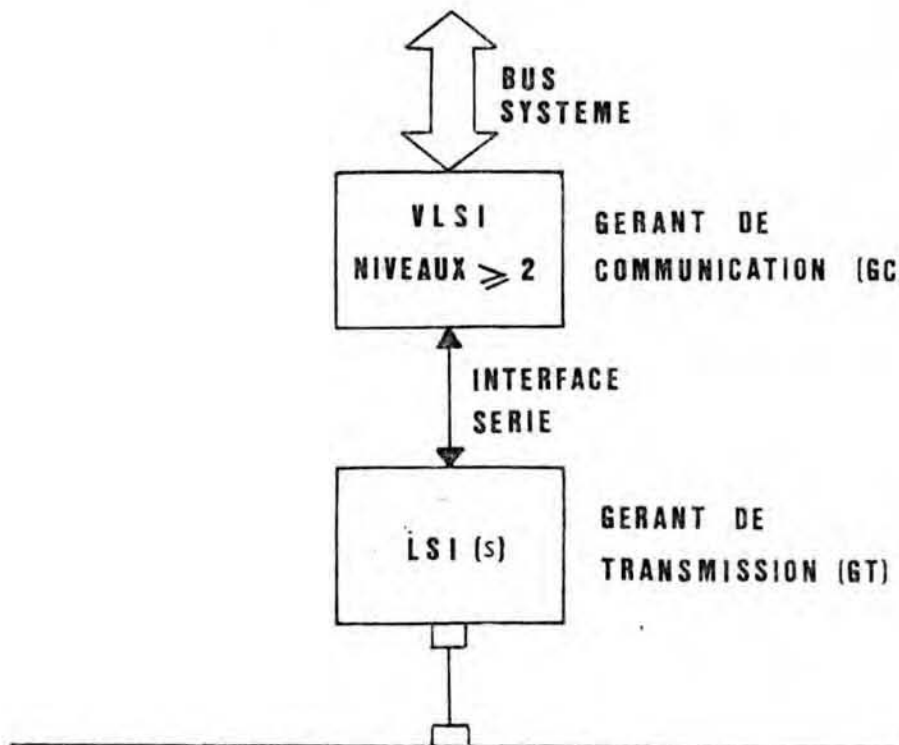 BUS
SYSTEME
VLSI
NIVEAUX ⩾ 2
GERANT DE
COMMUNICATION (GC
INTERFACE
SERIE
LSI (s)
GERANT DE
TRANSMISSION (GT)